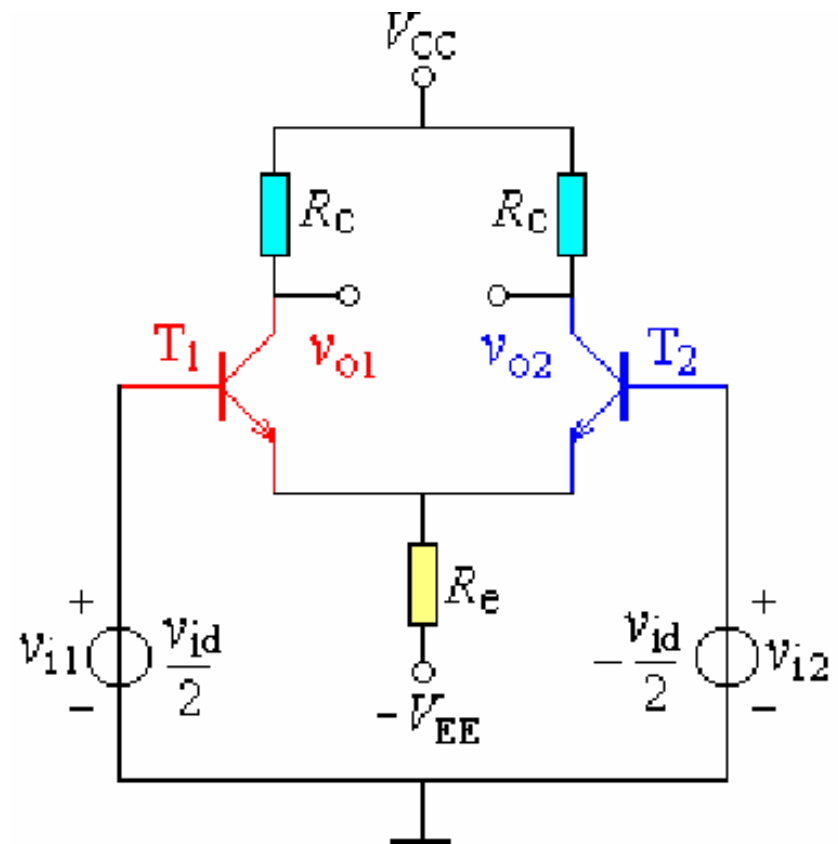 V_CC
R_C R_C
T_1 v_o1 v_o2 T_2
R_e
+ +
v_i1 v_id/2 -v_id/2 v_i2
- -
-V_EE